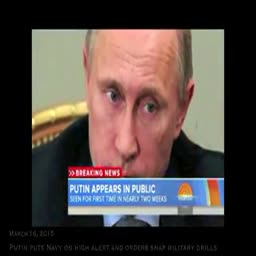 BREAKING NEWS
PUTIN APPEARS IN PUBLIC
SEEN FOR FIRST TIME IN NEARLY TWO WEEKS
MARCH 16, 2015
PUTIN PUTS NAVY ON HIGH ALERT AND ORDERS SNAP MILITARY DRILLS